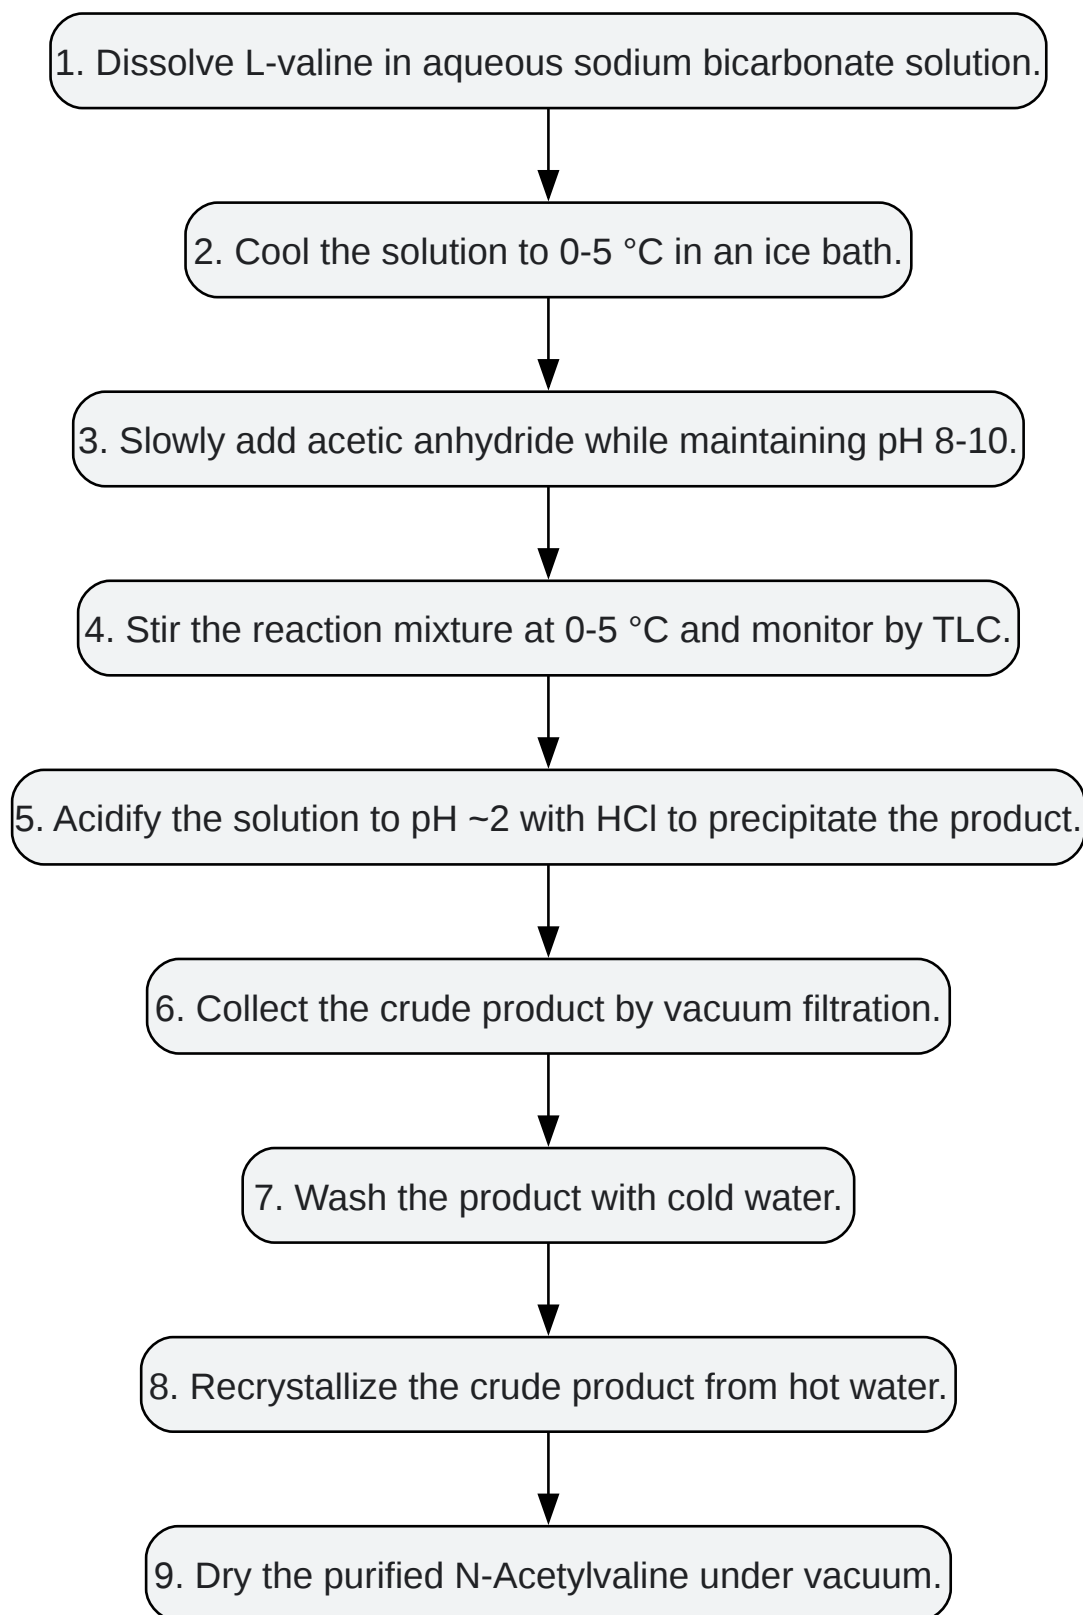 1. Dissolve L-valine in aqueous sodium bicarbonate solution.
2. Cool the solution to 0-5 °C in an ice bath.
3. Slowly add acetic anhydride while maintaining pH 8-10.
4. Stir the reaction mixture at 0-5 °C and monitor by TLC.
5. Acidify the solution to pH ~2 with HCl to precipitate the product.
6. Collect the crude product by vacuum filtration.
7. Wash the product with cold water.
8. Recrystallize the crude product from hot water.
9. Dry the purified N-Acetylvaline under vacuum.